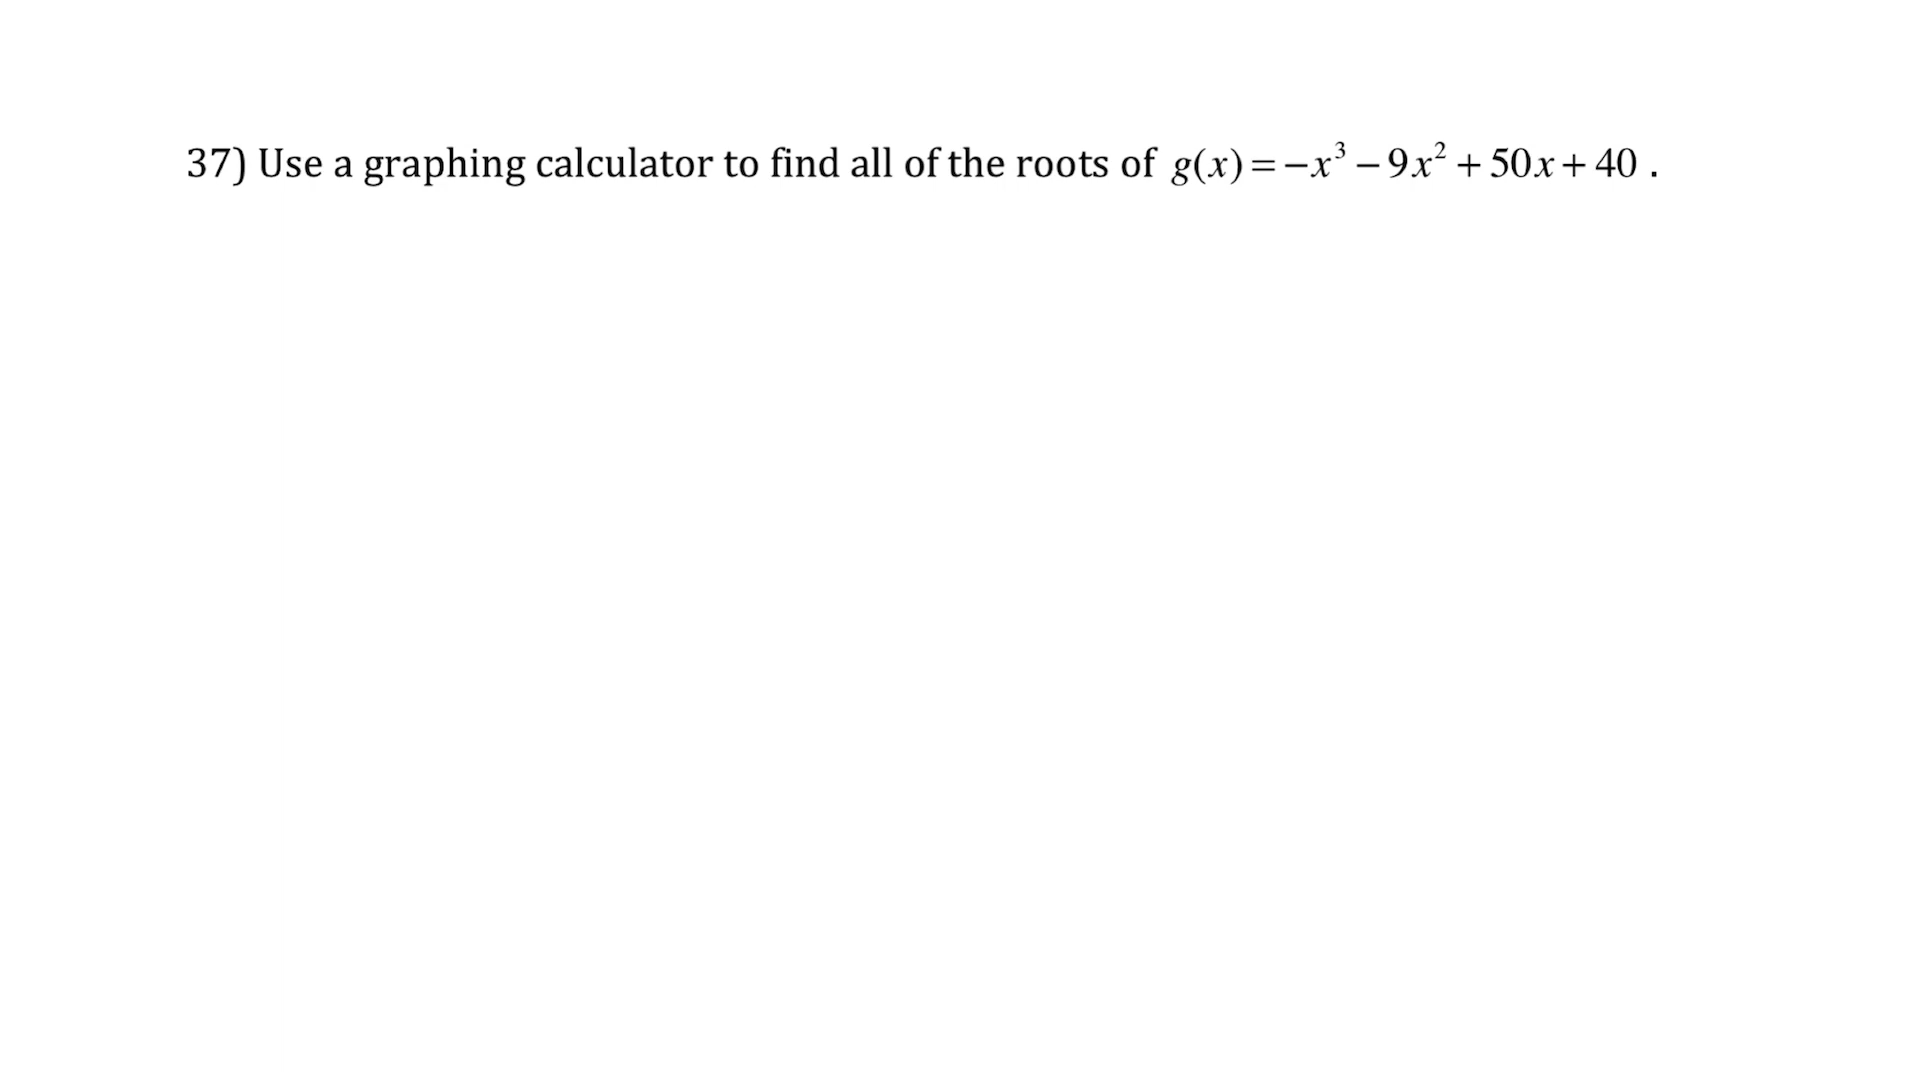 37) Use a graphing calculator to find all of the roots of g(x)=−x³−9x²+50x+40.